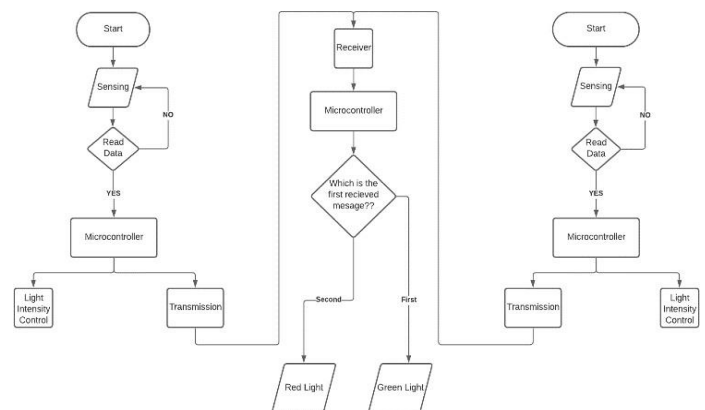 Start
Sensing
NO
Read
Data
YES
Microcontroller
Light
Intensity
Control
Transmission
Receiver
Microcontroller
Which is the
first recieved
mesage??
Second
First
Red Light
Green Light
Start
Sensing
NO
Read
Data
YES
Microcontroller
Transmission
Light
Intensity
Control